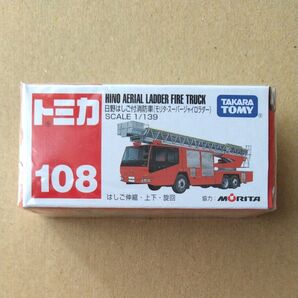 トミカ
108
HINO AERIAL LADDER FIRE TRUCK
日野はしご付消防車(モリタ・スーパージャイロラダー)
SCALE 1/139
TAKARA
TOMY
はしご伸縮・上下・旋回
協力 MORITA